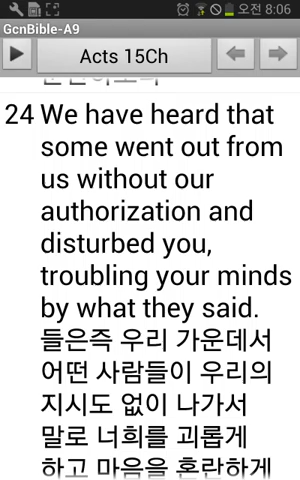 오전 8:06
GcnBible-A9
Acts 15Ch
24 We have heard that
some went out from
us without our
authorization and
disturbed you,
troubling your minds
by what they said.
들은즉 우리 가운데서
어떤 사람들이 우리의
지시도 없이 나가서
말로 너희를 괴롭게
하고 마음을 혼란하게